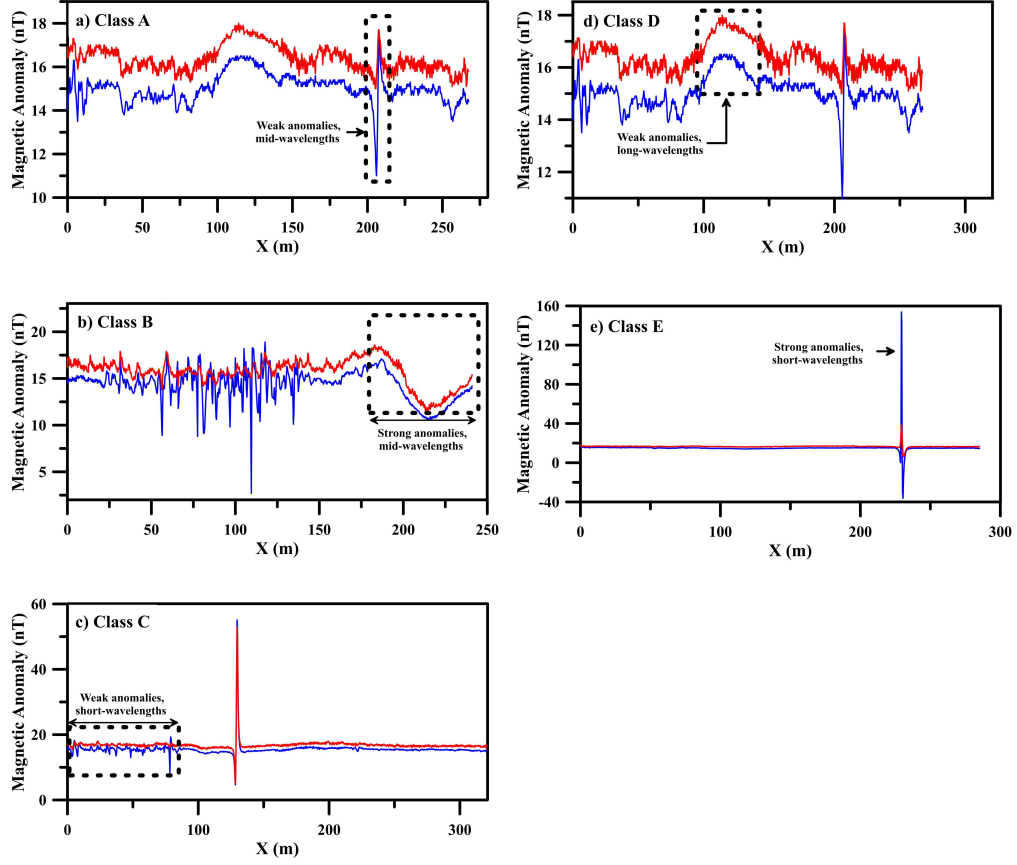 a) Class A
Magnetic Anomaly (nT)
18
16
14
12
10
Weak anomalies,
mid-wavelengths
0 50 100 150 200 250
X (m)
d) Class D
Magnetic Anomaly (nT)
18
16
14
12
Weak anomalies,
long-wavelengths
0 100 200 300
X (m)
b) Class B
Magnetic Anomaly (nT)
20
15
10
5
Strong anomalies,
mid-wavelengths
0 50 100 150 200 250
X (m)
e) Class E
Magnetic Anomaly (nT)
160
120
80
40
0
-40
Strong anomalies,
short-wavelengths
0 100 200 300
X (m)
c) Class C
Magnetic Anomaly (nT)
60
40
20
0
Weak anomalies,
short-wavelengths
0 100 200 300
X (m)